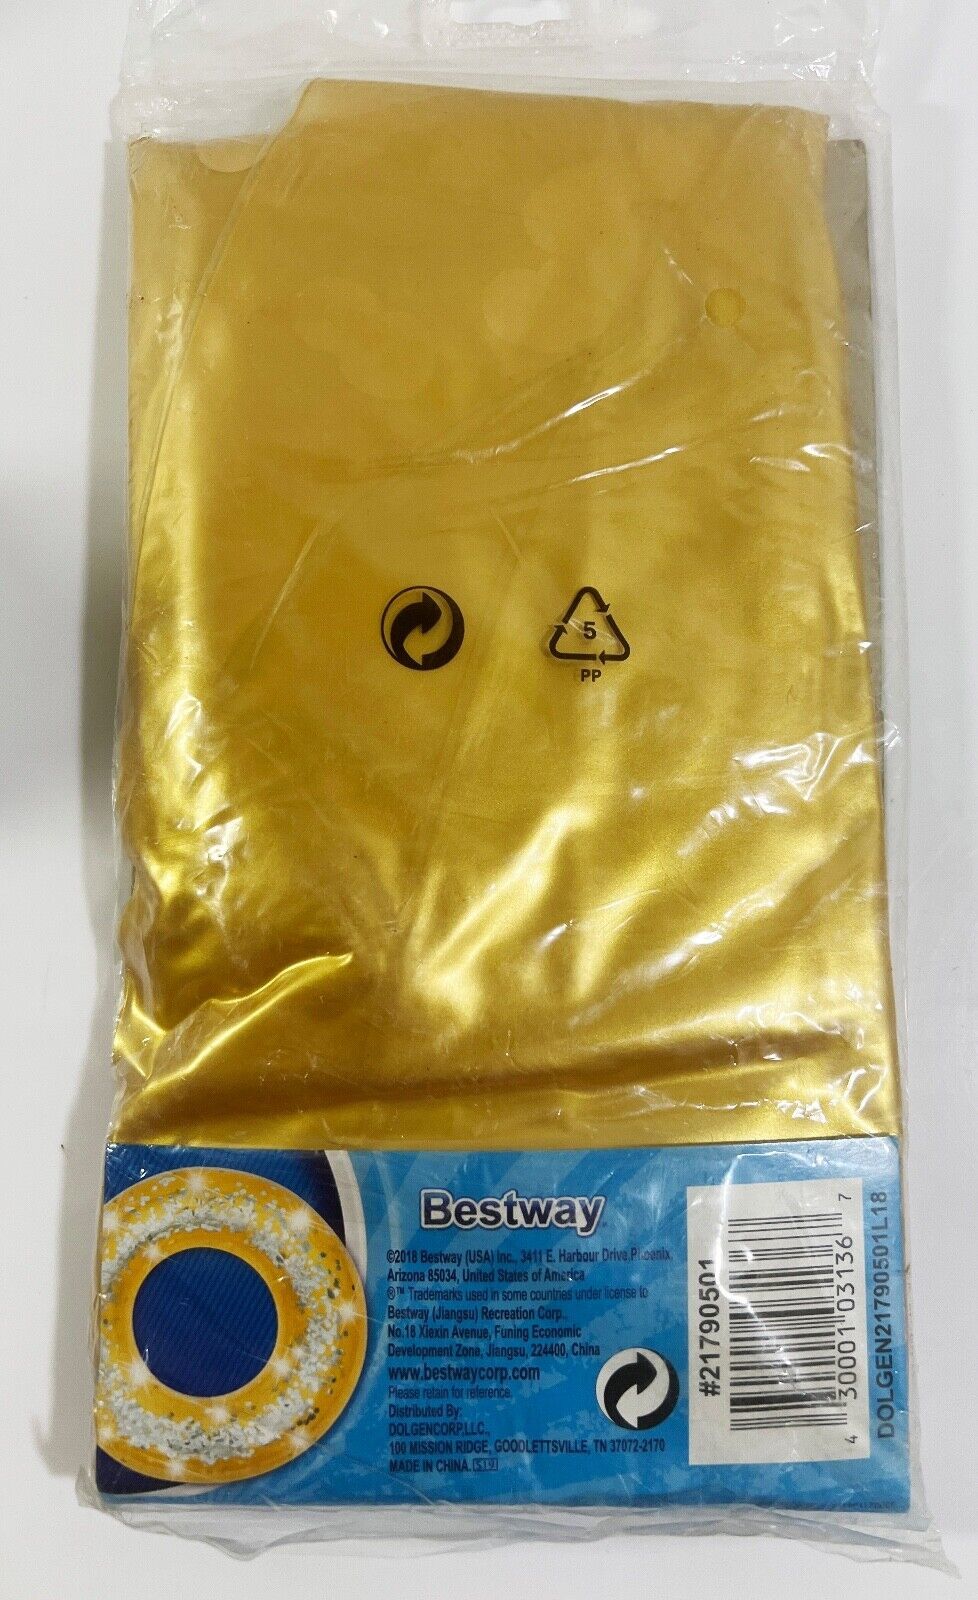 5
PP
Bestway
©2018 Bestway (USA) Inc., 3411 E. Harbour Drive,Phoenix,
Arizona 85034, United States of America
®™ Trademarks used in some countries under license to
Bestway (Jiangsu) Recreation Corp.,
No.18 Xiexin Avenue, Funing Economic
Development Zone, Jiangsu, 224400, China
www.bestwaycorp.com
Please retain for reference.
Distributed By:
DOLGENCORP,LLC.,
100 MISSION RIDGE, GOODLETTSVILLE, TN 37072-2170
MADE IN CHINA. S19
#21790501
4 30001 03136 7
DOLGEN21790501L18